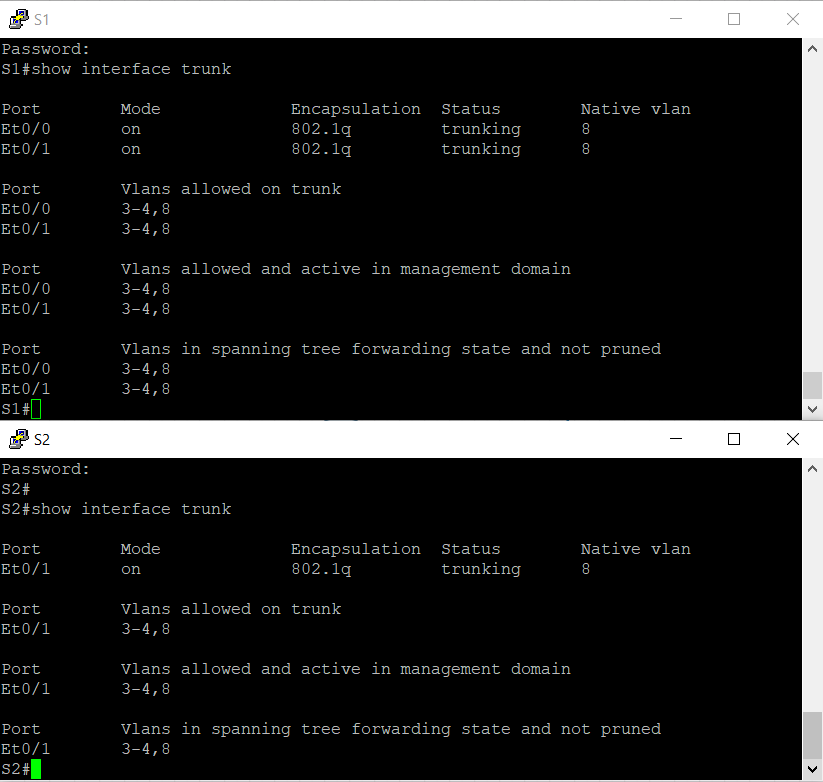 S1
Password:
S1#show interface trunk
Port Mode Encapsulation Status Native vlan
Et0/0 on 802.1q trunking 8
Et0/1 on 802.1q trunking 8
Port Vlans allowed on trunk
Et0/0 3-4,8
Et0/1 3-4,8
Port Vlans allowed and active in management domain
Et0/0 3-4,8
Et0/1 3-4,8
Port Vlans in spanning tree forwarding state and not pruned
Et0/0 3-4,8
Et0/1 3-4,8
S1#
S2
Password:
S2#
S2#show interface trunk
Port Mode Encapsulation Status Native vlan
Et0/1 on 802.1q trunking 8
Port Vlans allowed on trunk
Et0/1 3-4,8
Port Vlans allowed and active in management domain
Et0/1 3-4,8
Port Vlans in spanning tree forwarding state and not pruned
Et0/1 3-4,8
S2#